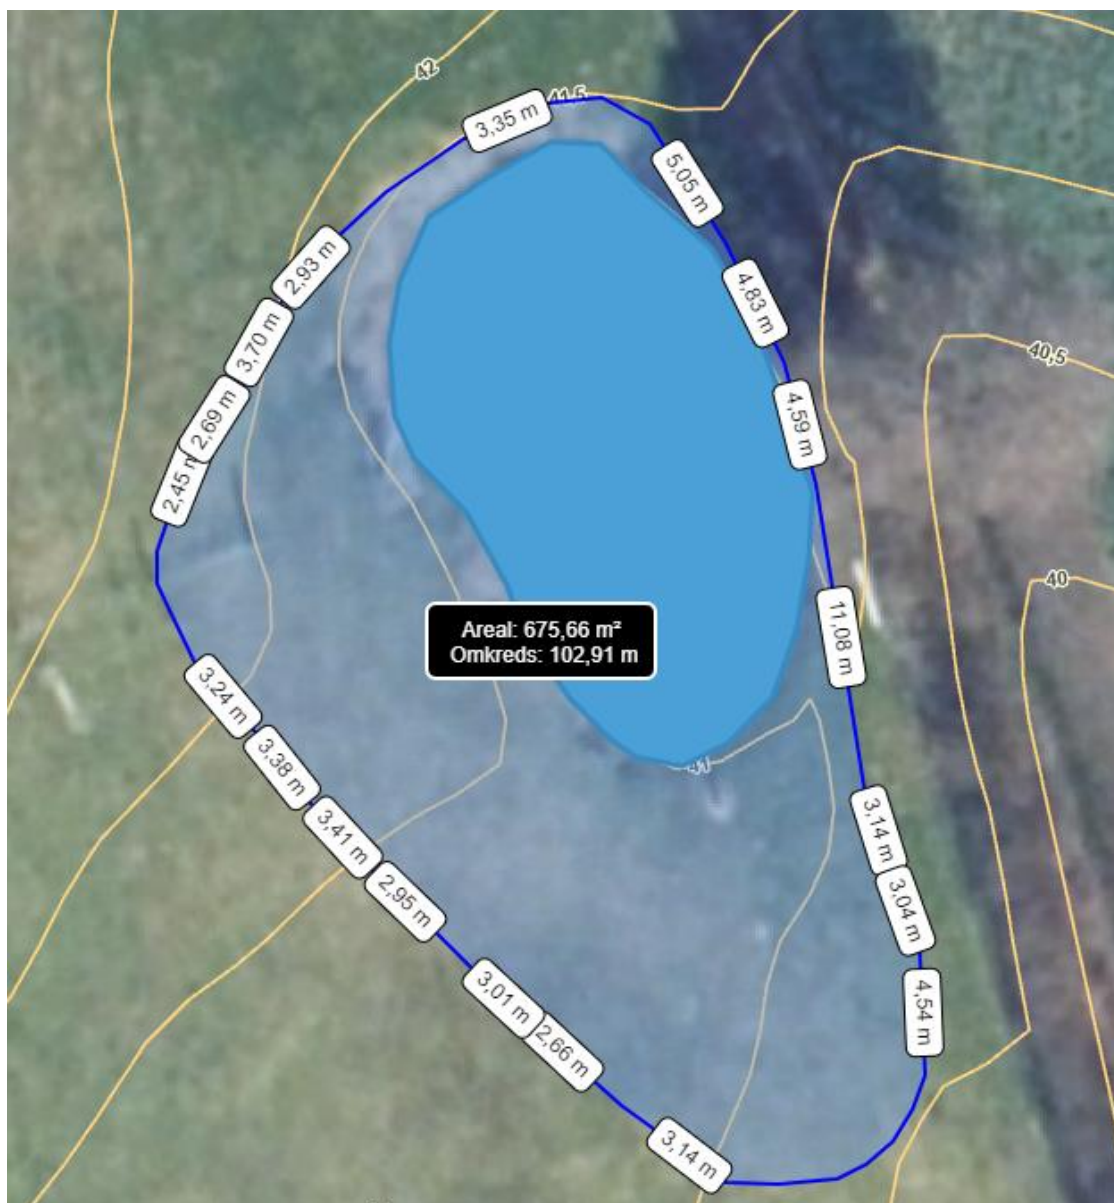 42
41,5
3,35 m
5,05 m
2,93 m
4,83 m
3,70 m
40,5
2,69 m
4,59 m
2,45 m
40
Areal: 675,66 m²
Omkreds: 102,91 m
11,08 m
3,24 m
3,38 m
41
3,41 m
3,14 m
2,95 m
3,04 m
3,01 m
4,54 m
2,66 m
3,14 m